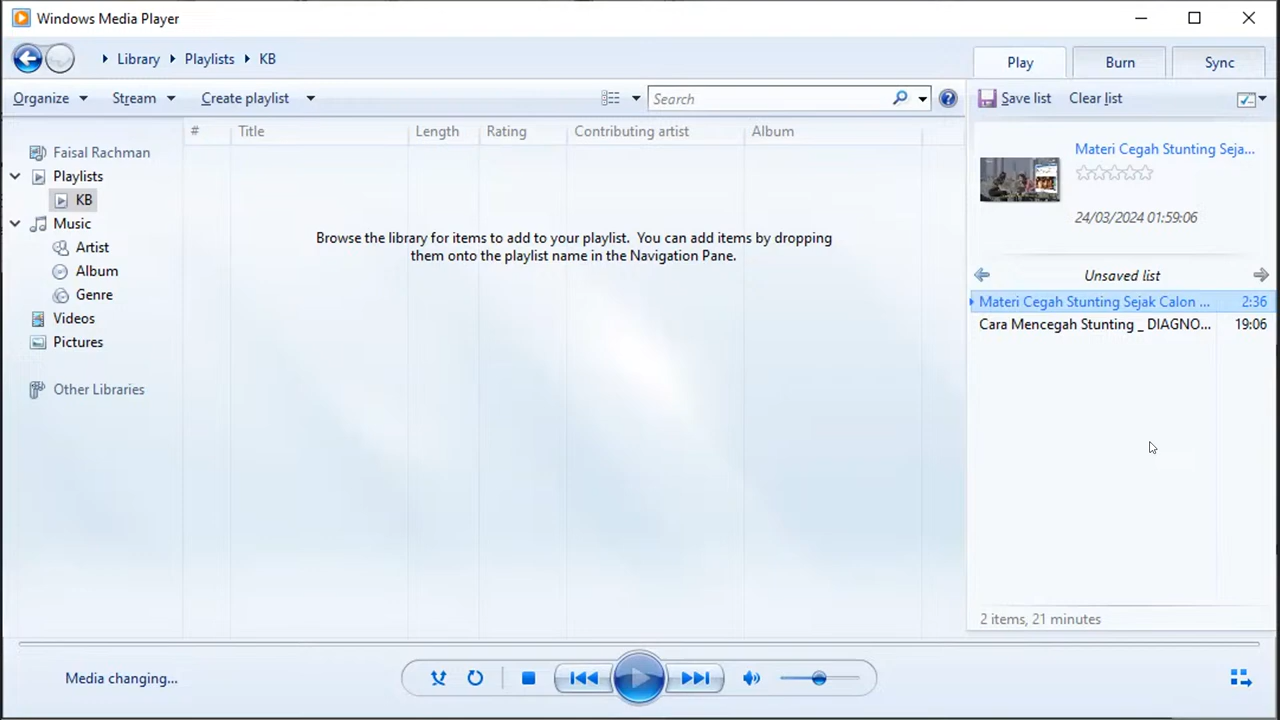 Windows Media Player
Library Playlists KB
Play Burn Sync
Organize Stream Create playlist Search Save list Clear list
# Title Length Rating Contributing artist Album
Faisal Rachman
Playlists
KB
Music
Artist
Album
Genre
Videos
Pictures
Other Libraries
Browse the library for items to add to your playlist. You can add items by dropping
them onto the playlist name in the Navigation Pane.
Materi Cegah Stunting Seja...
24/03/2024 01:59:06
Unsaved list
Materi Cegah Stunting Sejak Calon ... 2:36
Cara Mencegah Stunting _ DIAGNO... 19:06
2 items, 21 minutes
Media changing...